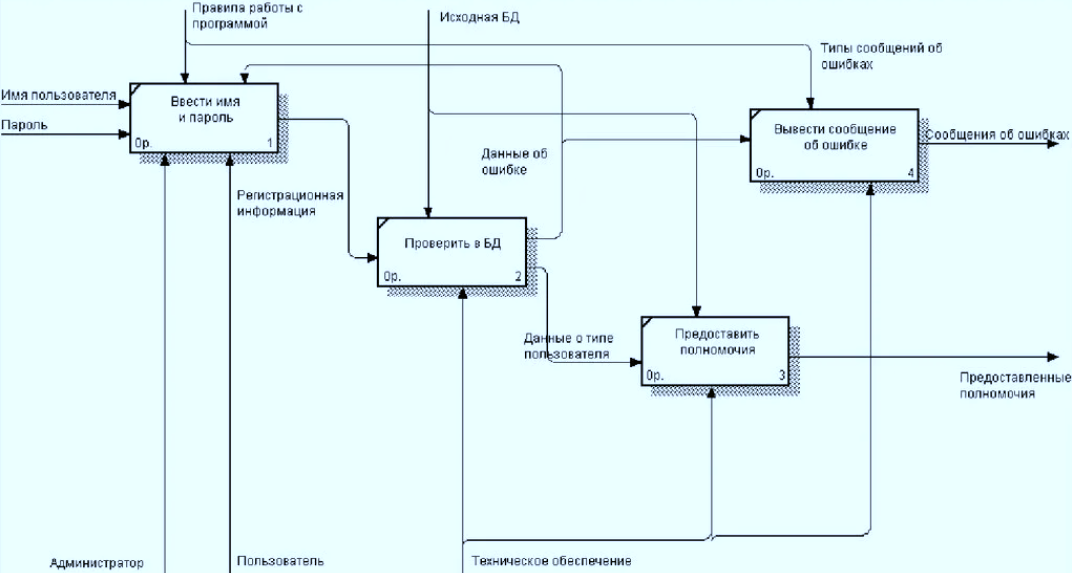 Правила работы с
программой
Исходная БД
Типы сообщений об
ошибках
Имя пользователя
Пароль
Ввести имя
и пароль
0р.
1
Вывести сообщение
об ошибке
0р.
4
Сообщения об ошибках
Данные об
ошибке
Регистрационная
информация
Проверить в БД
0р.
2
Данные о типе
пользователя
Предоставить
полномочия
0р.
3
Предоставленные
полномочия
Администратор
Пользователь
Техническое обеспечение